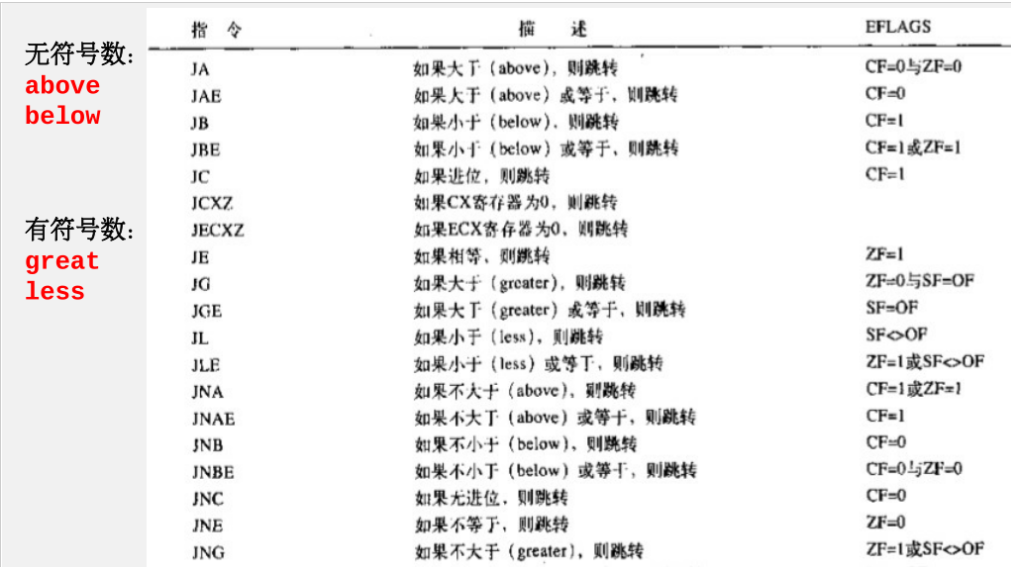 无符号数:
above
below
有符号数:
great
less
指 令 描 述 EFLAGS
JA 如果大于（above），则跳转 CF=0与ZF=0
JAE 如果大于（above）或等于，则跳转 CF=0
JB 如果小于（below），则跳转 CF=1
JBE 如果小于（below）或等于，则跳转 CF=1或ZF=1
JC 如果进位，则跳转 CF=1
JCXZ 如果CX寄存器为0，则跳转
JECXZ 如果ECX寄存器为0，则跳转
JE 如果相等，则跳转 ZF=1
JG 如果大于（greater），则跳转 ZF=0与SF=OF
JGE 如果大于（greater）或等于，则跳转 SF=OF
JL 如果小于（less），则跳转 SF<>OF
JLE 如果小于（less）或等于，则跳转 ZF=1或SF<>OF
JNA 如果不大于（above），则跳转 CF=1或ZF=1
JNAE 如果不大于（above）或等于，则跳转 CF=1
JNB 如果不小于（below），则跳转 CF=0
JNBE 如果不小于（below）或等于，则跳转 CF=0与ZF=0
JNC 如果无进位，则跳转 CF=0
JNE 如果不等于，则跳转 ZF=0
JNG 如果不大于（greater），则跳转 ZF=1或SF<>OF